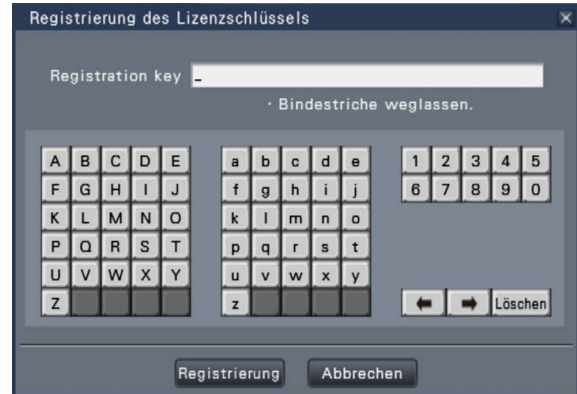 Registrierung des Lizenzschlüssels
Registration key _
· Bindestriche weglassen.
A B C D E a b c d e 1 2 3 4 5
F G H I J f g h i j 6 7 8 9 0
K L M N O k l m n o
P Q R S T p q r s t
U V W X Y u v w x y
Z z ← → Löschen
Registrierung Abbrechen